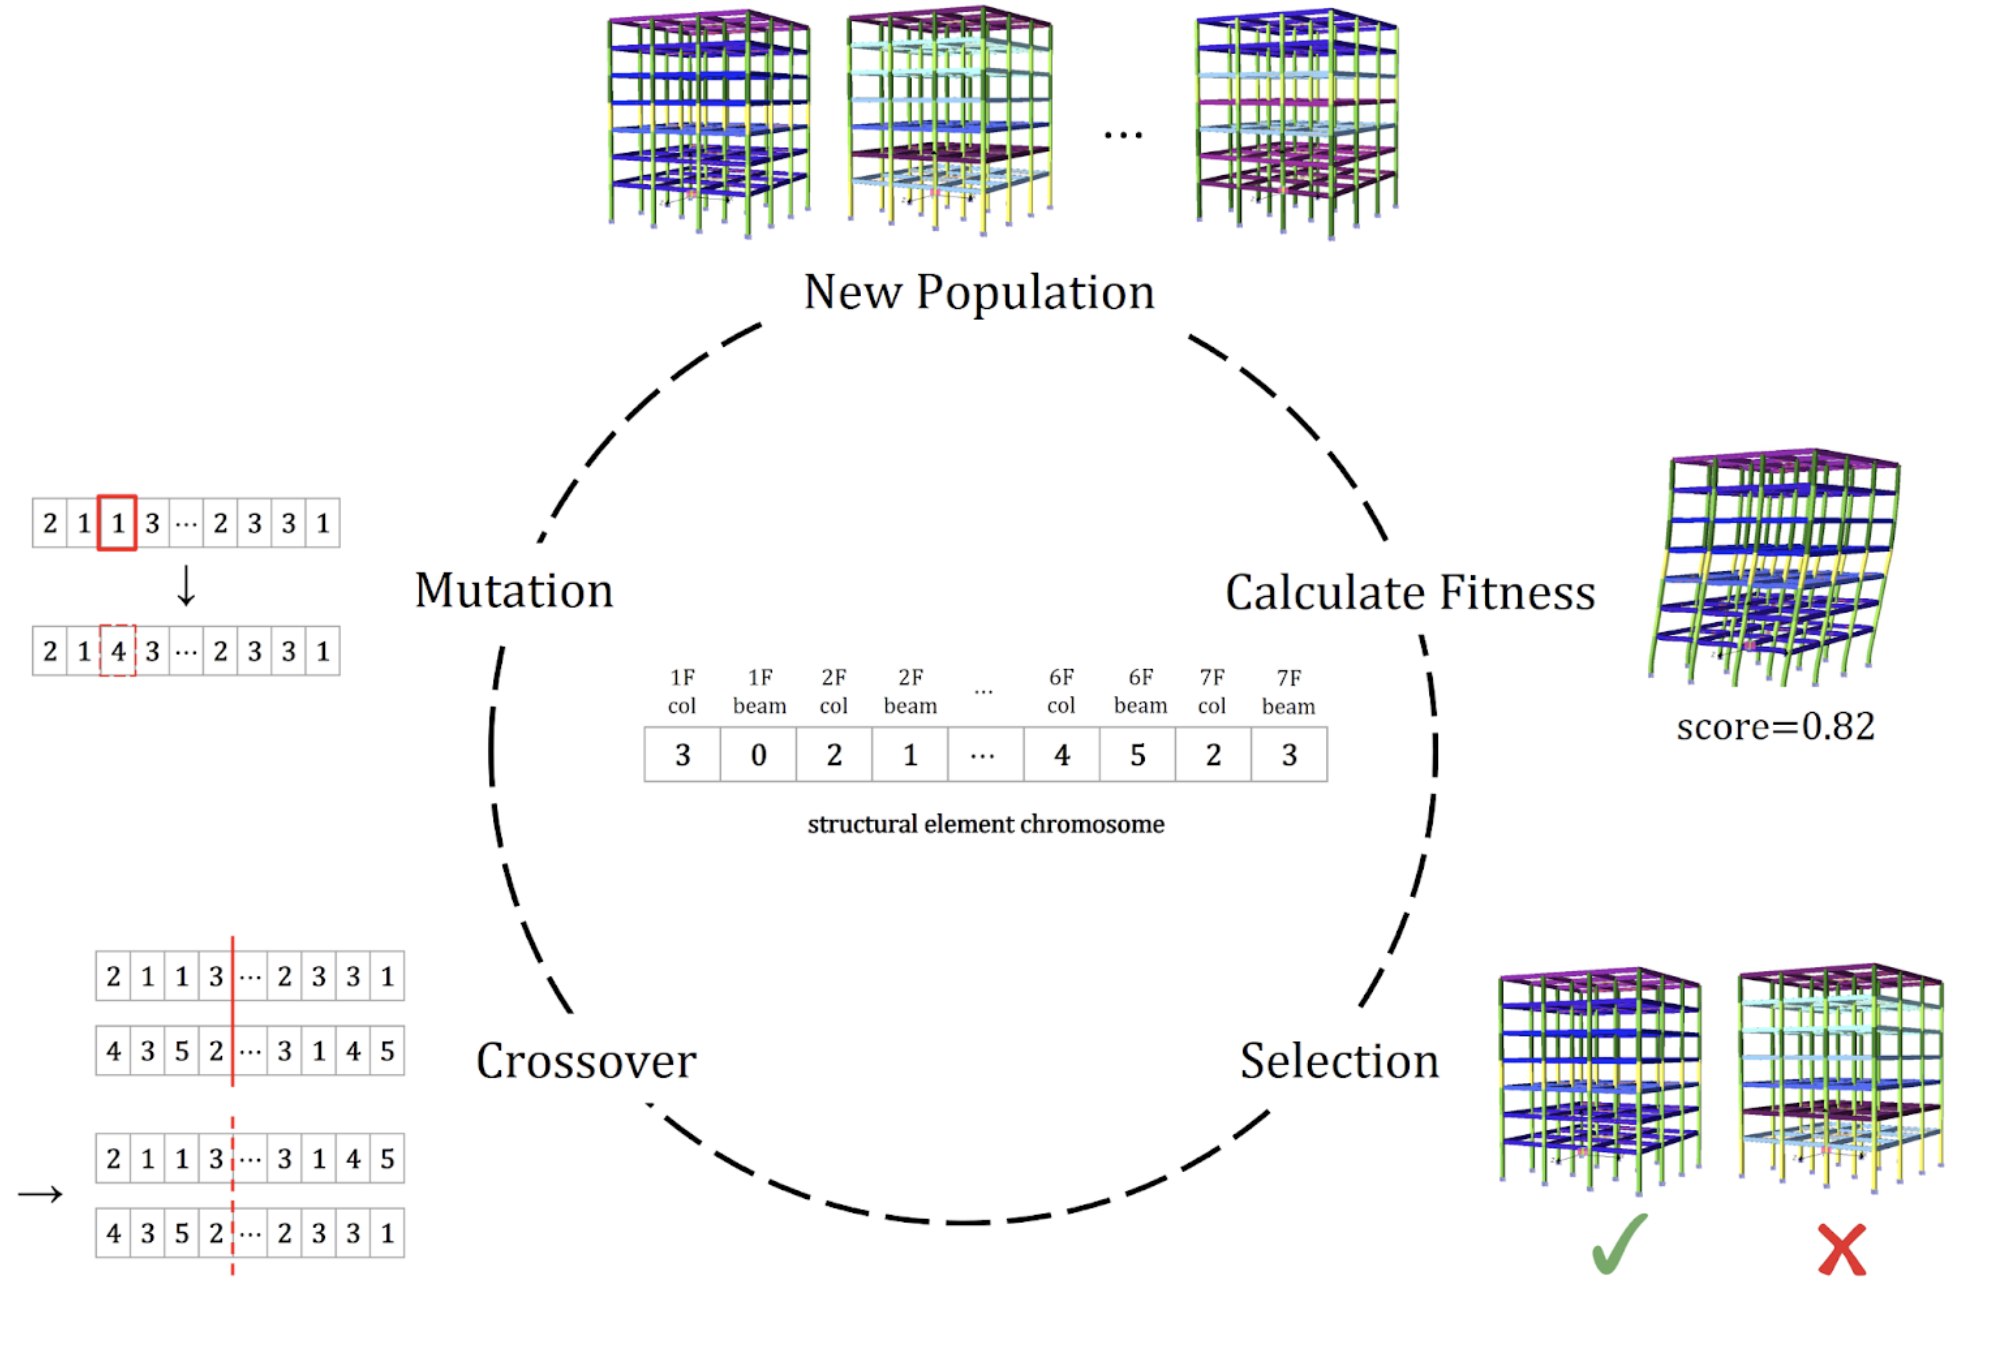 ...
New Population
2 1 1 3 ... 2 3 3 1
↓
2 1 4 3 ... 2 3 3 1
Mutation
Calculate Fitness
score=0.82
1F 1F 2F 2F ... 6F 6F 7F 7F
col beam col beam col beam col beam
3 0 2 1 ... 4 5 2 3
structural element chromosome
2 1 1 3 ... 2 3 3 1
4 3 5 2 ... 3 1 4 5
Crossover
Selection
→
2 1 1 3 ... 3 1 4 5
4 3 5 2 ... 2 3 3 1
✓ ✗